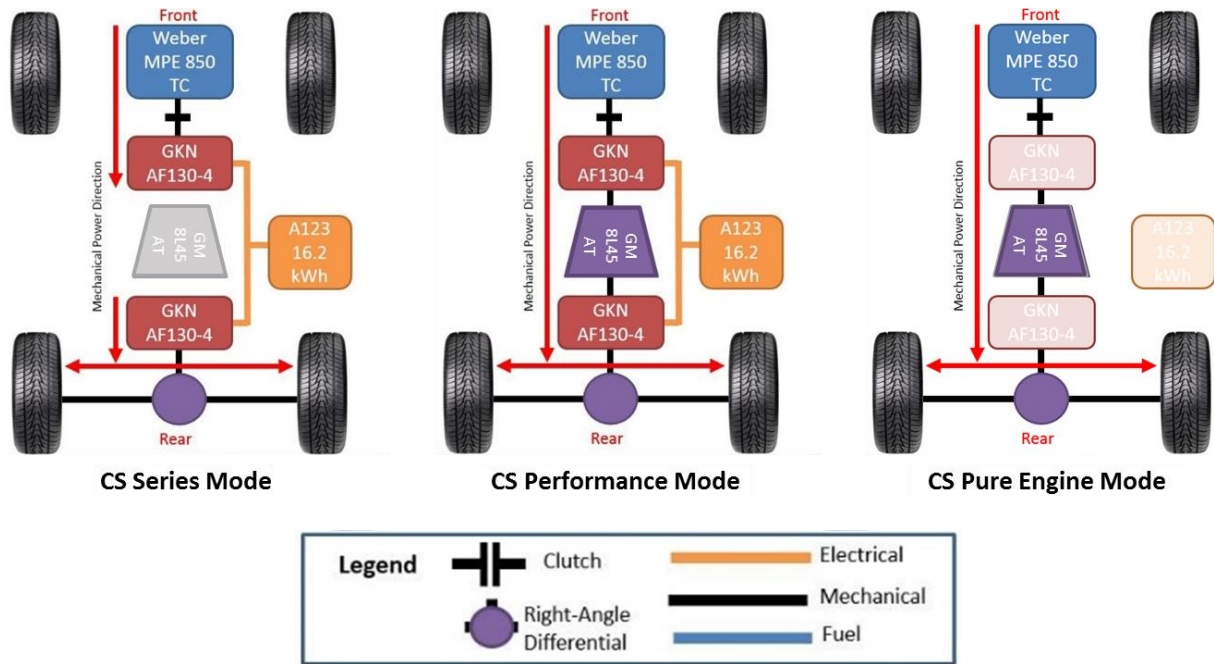 Front
Weber
MPE 850
TC
GKN
AF130-4
Mechanical Power Direction
GM
8L45
AT
A123
16.2
kWh
GKN
AF130-4
Rear
CS Series Mode
Front
Weber
MPE 850
TC
GKN
AF130-4
Mechanical Power Direction
GM
8L45
AT
A123
16.2
kWh
GKN
AF130-4
Rear
CS Performance Mode
Front
Weber
MPE 850
TC
GKN
AF130-4
Mechanical Power Direction
GM
8L45
AT
A123
16.2
kWh
GKN
AF130-4
Rear
CS Pure Engine Mode
Legend
Clutch
Right-Angle
Differential
Electrical
Mechanical
Fuel